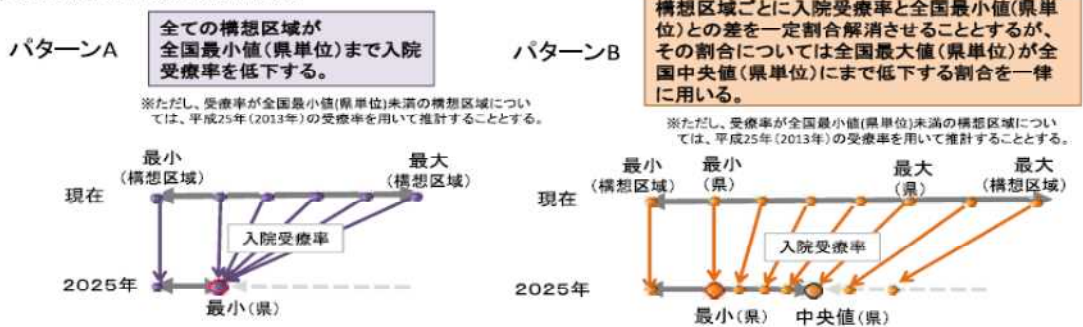 パターンA
全ての構想区域が
全国最小値(県単位)まで入院
受療率を低下する。
※ただし、受療率が全国最小値(県単位)未満の構想区域につい
ては、平成25年(2013年)の受療率を用いて推計することとする。
最小
(構想区域)
最大
(構想区域)
現在
入院受療率
2025年
最小(県)
パターンB
構想区域ごとに入院受療率と全国最小値(県単
位)との差を一定割合解消させることとするが、
その割合については全国最大値(県単位)が全
国中央値(県単位)にまで低下する割合を一律
に用いる。
※ただし、受療率が全国最小値(県単位)未満の構想区域につい
ては、平成25年(2013年)の受療率を用いて推計することとする。
最小
(構想区域)
最小
(県)
最大
(県)
最大
(構想区域)
現在
入院受療率
2025年
最小(県)
中央値(県)